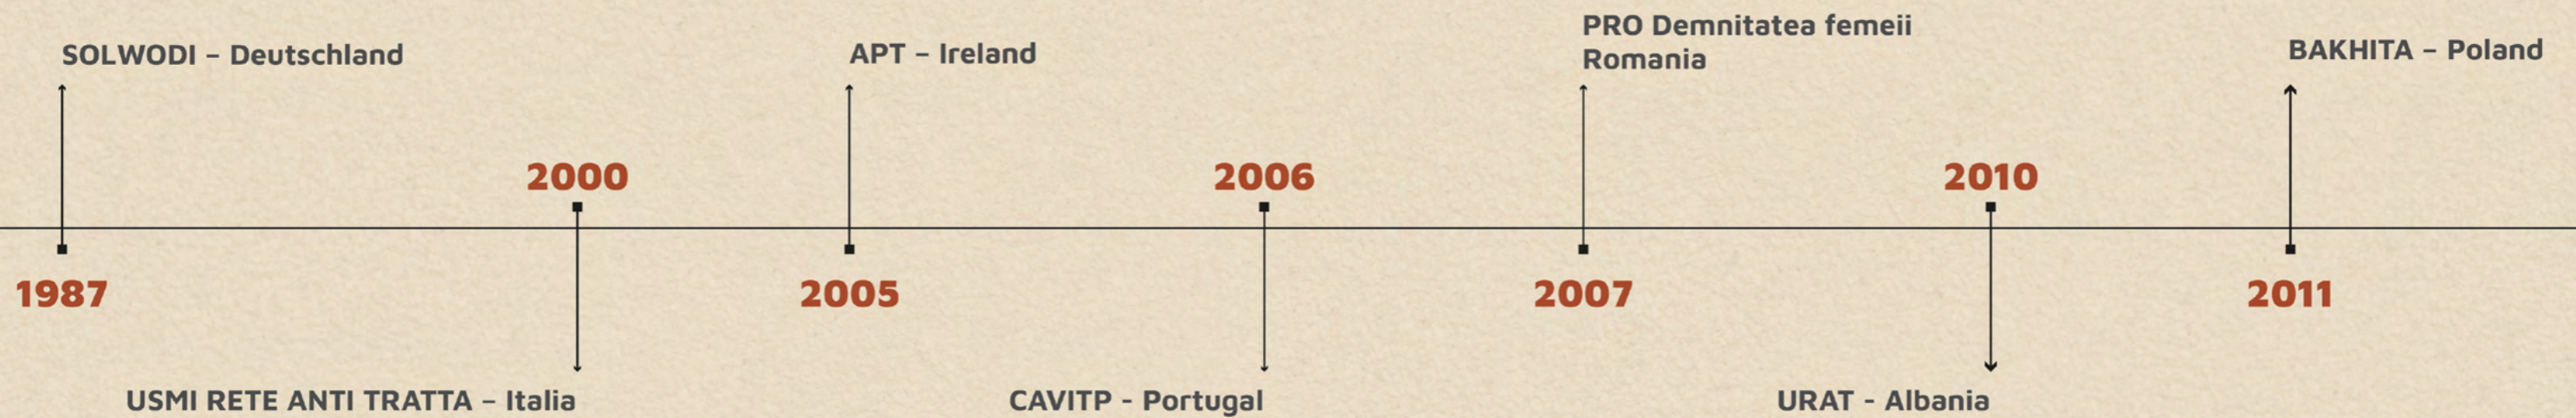 SOLWODI – Deutschland
1987
2000
USMI RETE ANTI TRATTA – Italia
APT – Ireland
2005
2006
CAVITP - Portugal
PRO Demnitatea femeii
Romania
2007
2010
URAT - Albania
BAKHITA – Poland
2011